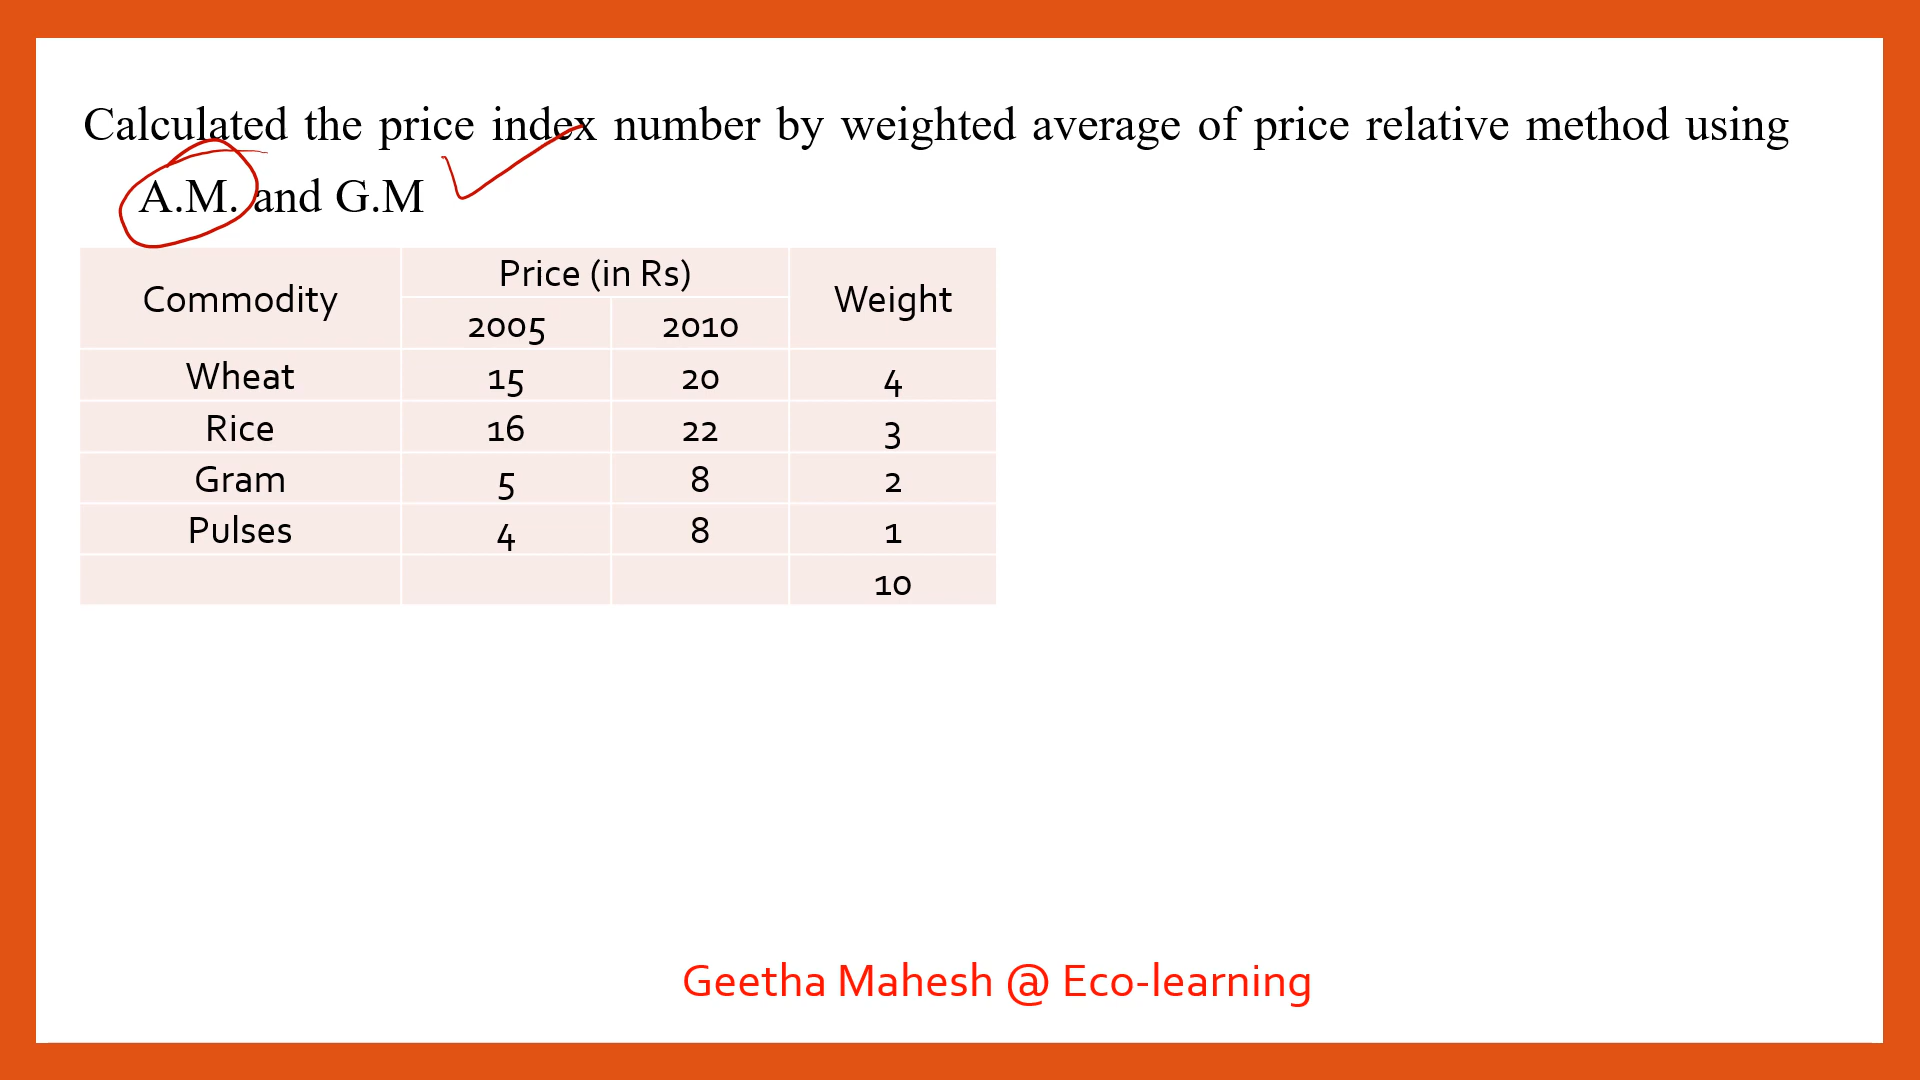 Calculated the price index number by weighted average of price relative method using
A.M. and G.M
Commodity Price (in Rs) Weight
2005 2010
Wheat 15 20 4
Rice 16 22 3
Gram 5 8 2
Pulses 4 8 1
10
Geetha Mahesh @ Eco-learning